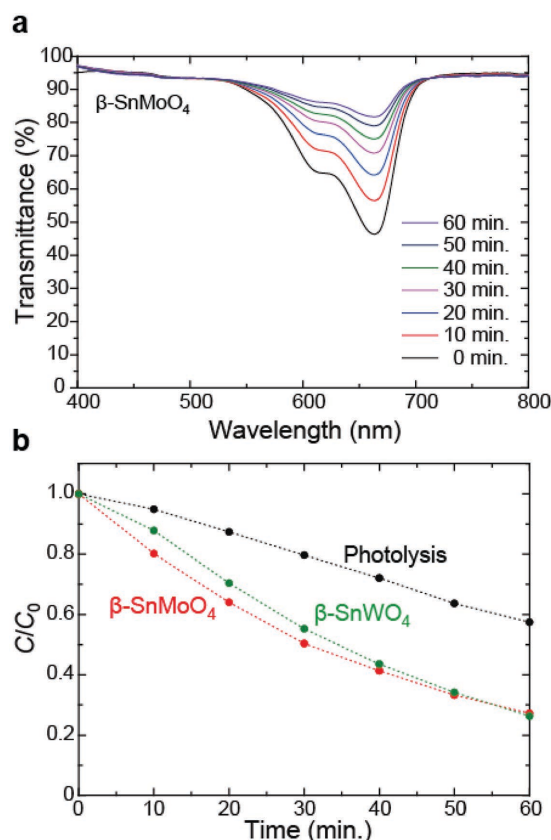 a
100
90
80
70
60
50
40
30
20
10
0
Transmittance (%)
β-SnMoO₄
60 min.
50 min.
40 min.
30 min.
20 min.
10 min.
0 min.
400 500 600 700 800
Wavelength (nm)
b
1.0
0.8
0.6
0.4
0.2
0
C/C₀
Photolysis
β-SnWO₄
β-SnMoO₄
0 10 20 30 40 50 60
Time (min.)